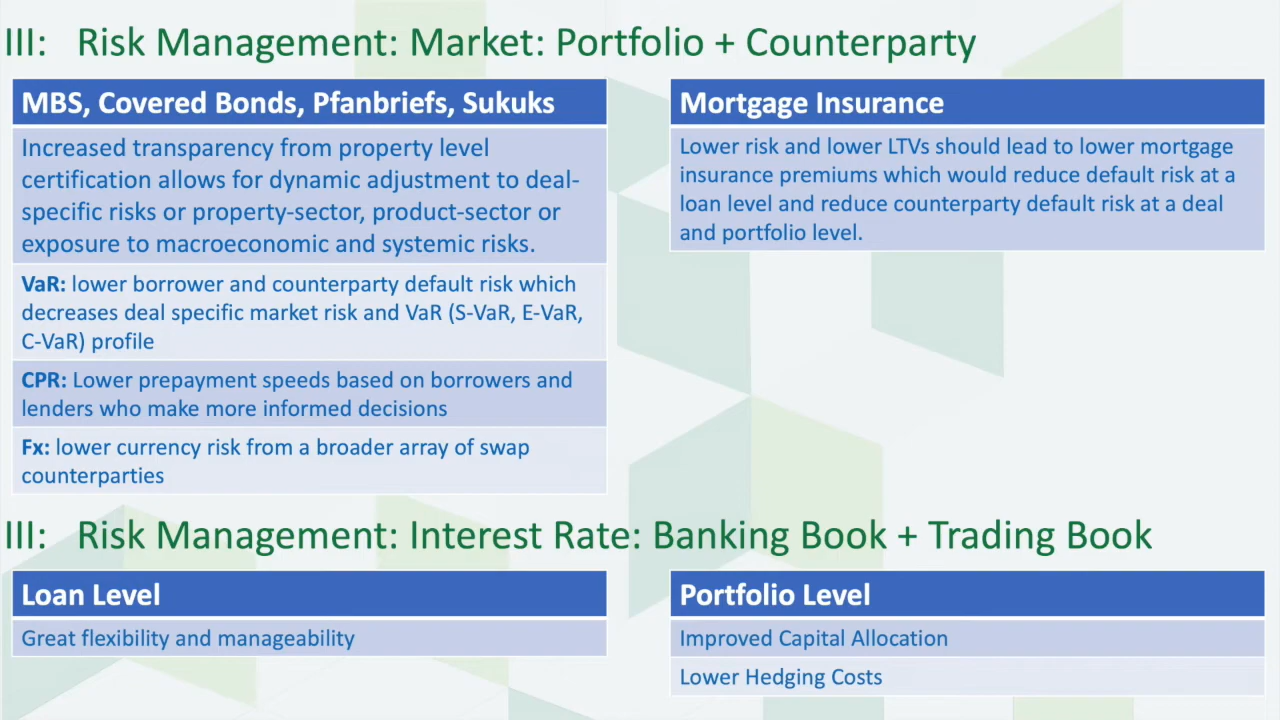 III: Risk Management: Market: Portfolio + Counterparty
MBS, Covered Bonds, Pfanbriefs, Sukuks
Increased transparency from property level
certification allows for dynamic adjustment to deal-
specific risks or property-sector, product-sector or
exposure to macroeconomic and systemic risks.
VaR: lower borrower and counterparty default risk which
decreases deal specific market risk and VaR (S-VaR, E-VaR,
C-VaR) profile
CPR: Lower prepayment speeds based on borrowers and
lenders who make more informed decisions
Fx: lower currency risk from a broader array of swap
counterparties
Mortgage Insurance
Lower risk and lower LTVs should lead to lower mortgage
insurance premiums which would reduce default risk at a
loan level and reduce counterparty default risk at a deal
and portfolio level.
III: Risk Management: Interest Rate: Banking Book + Trading Book
Loan Level
Great flexibility and manageability
Portfolio Level
Improved Capital Allocation
Lower Hedging Costs